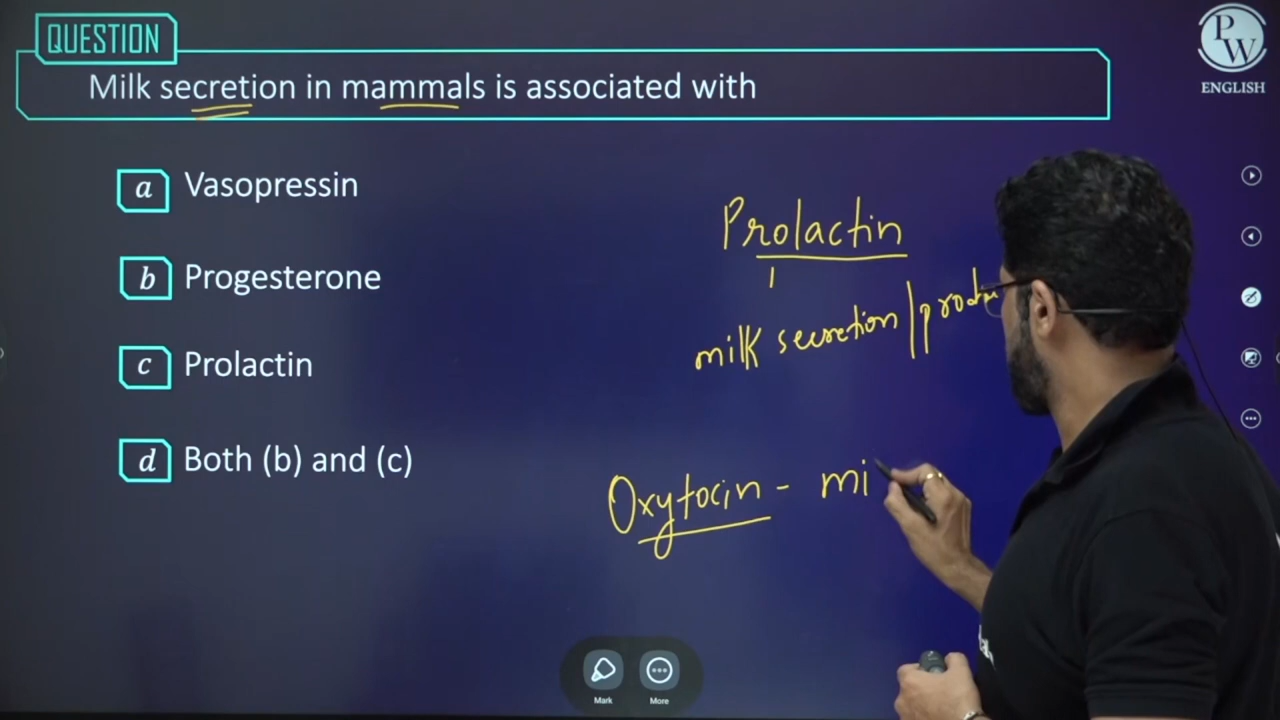 QUESTION
Milk secretion in mammals is associated with
a Vasopressin
b Progesterone
c Prolactin
d Both (b) and (c)
Prolactin
milk secretion/
Oxytocin - mi
PW
ENGLISH
Mark
More